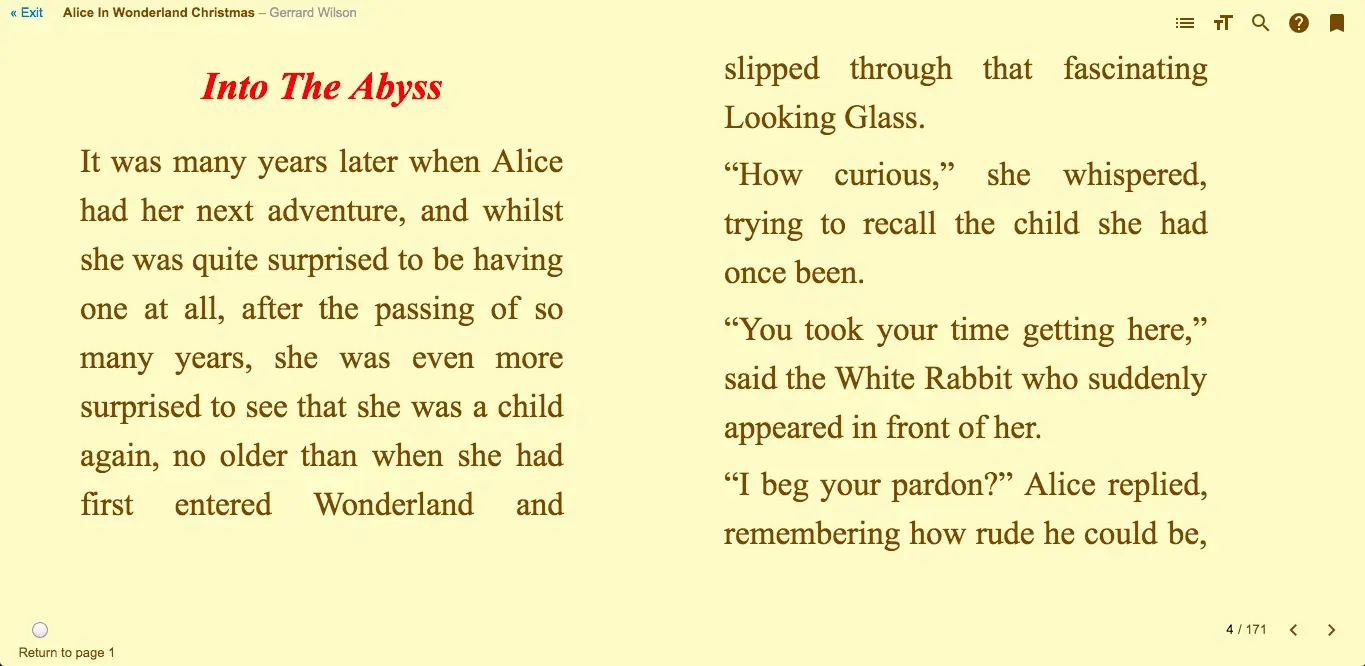 « Exit Alice In Wonderland Christmas – Gerrard Wilson
Into The Abyss
It was many years later when Alice
had her next adventure, and whilst
she was quite surprised to be having
one at all, after the passing of so
many years, she was even more
surprised to see that she was a child
again, no older than when she had
first entered Wonderland and
slipped through that fascinating
Looking Glass.
“How curious,” she whispered,
trying to recall the child she had
once been.
“You took your time getting here,”
said the White Rabbit who suddenly
appeared in front of her.
“I beg your pardon?” Alice replied,
remembering how rude he could be,
4 / 171
Return to page 1